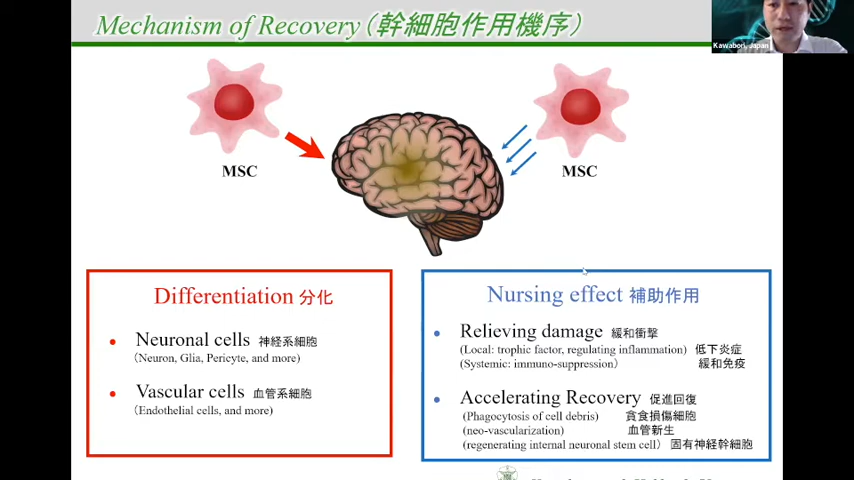 Mechanism of Recovery(幹細胞作用機序)
Kawabori, Japan
MSC
MSC
Differentiation 分化
• Neuronal cells 神経系細胞
(Neuron, Glia, Pericyte, and more)
• Vascular cells 血管系細胞
(Endothelial cells, and more)
Nursing effect 補助作用
• Relieving damage 緩和衝撃
(Local: trophic factor, regulating inflammation) 低下炎症
(Systemic: immuno-suppression) 緩和免疫
• Accelerating Recovery 促進回復
(Phagocytosis of cell debris) 貪食損傷細胞
(neo-vascularization) 血管新生
(regenerating internal neuronal stem cell) 固有神経幹細胞